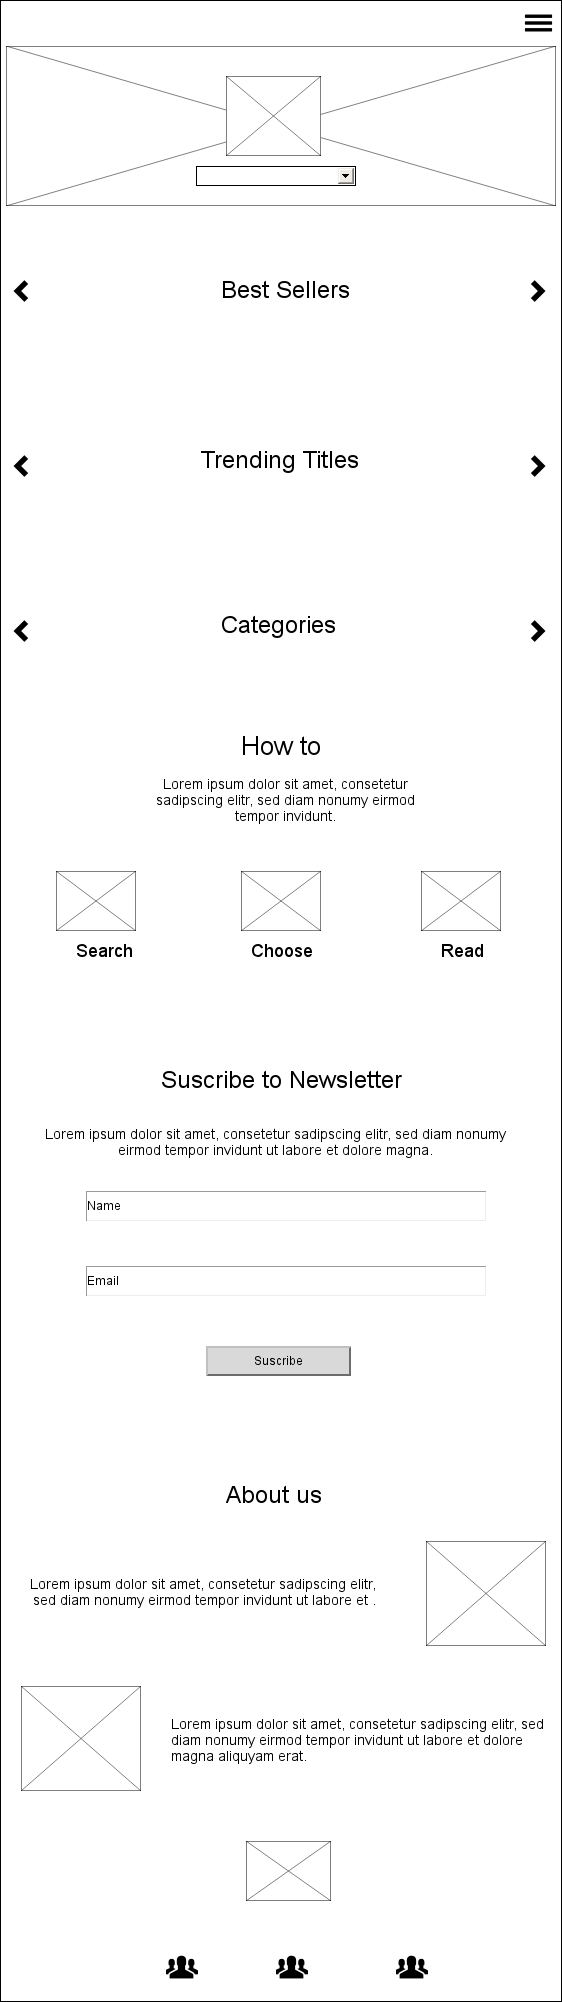 Best Sellers
Trending Titles
Categories
How to
Lorem ipsum dolor sit amet, consetetur
sadipscing elitr, sed diam nonumy eirmod
tempor invidunt.
Search
Choose
Read
Suscribe to Newsletter
Lorem ipsum dolor sit amet, consetetur sadipscing elitr, sed diam nonumy
eirmod tempor invidunt ut labore et dolore magna.
Name
Email
Suscribe
About us
Lorem ipsum dolor sit amet, consetetur sadipscing elitr,
sed diam nonumy eirmod tempor invidunt ut labore et .
Lorem ipsum dolor sit amet, consetetur sadipscing elitr, sed
diam nonumy eirmod tempor invidunt ut labore et dolore
magna aliquyam erat.